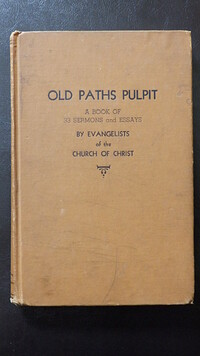 OLD PATHS PULPIT
A BOOK OF
SERMONS and ESSAYS
BY EVANGELISTS
of the
CHURCH OF CHRIST